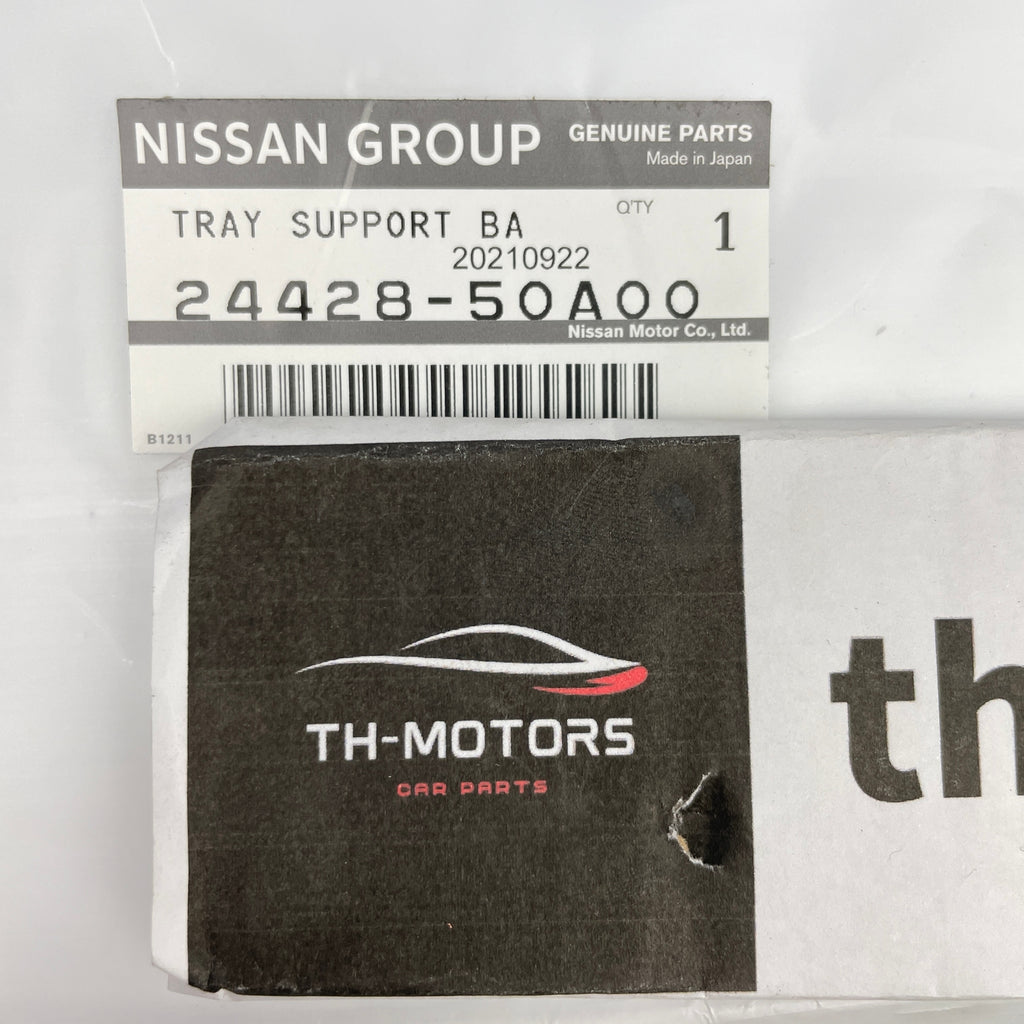 NISSAN GROUP
GENUINE PARTS
Made in Japan
TRAY SUPPORT BA
Q'TY
1
20210922
24428-50A00
Nissan Motor Co., Ltd.
B1211
TH-MOTORS
CAR PARTS
th